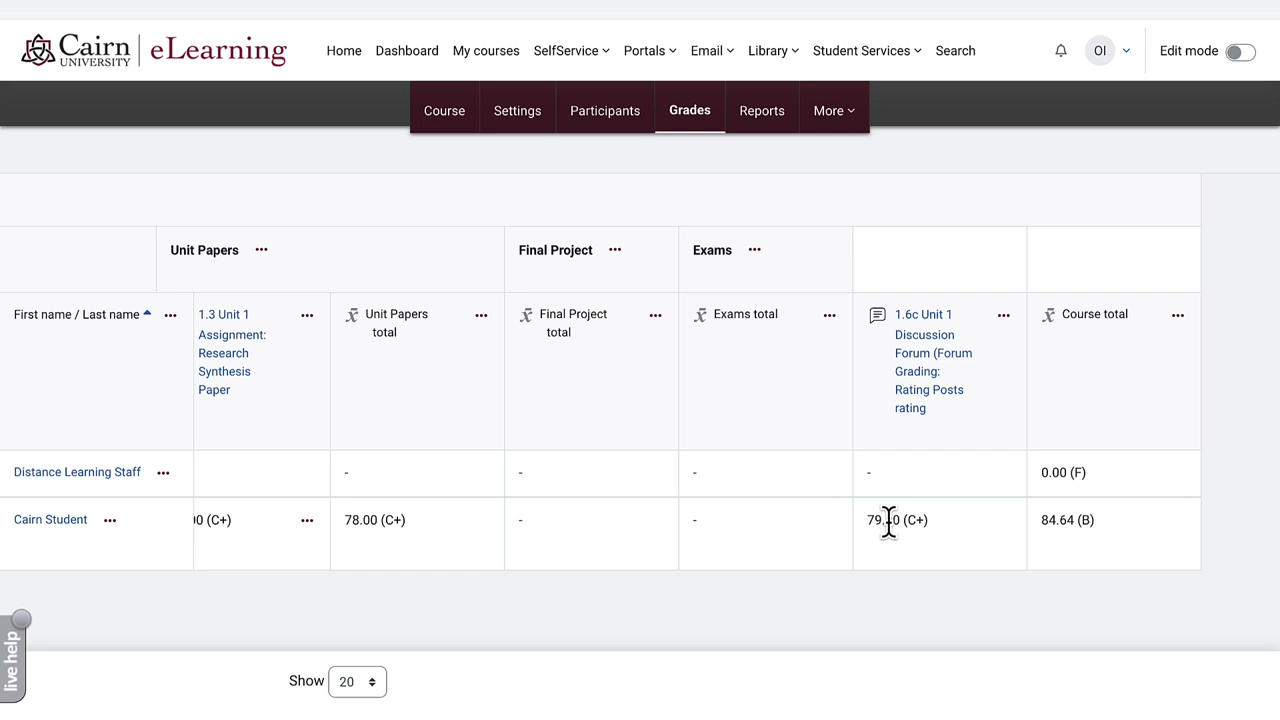 Cairn UNIVERSITY eLearning
Home Dashboard My courses SelfService Portals Email Library Student Services Search OI Edit mode
Course Settings Participants Grades Reports More
Unit Papers ••• Final Project ••• Exams •••
First name / Last name •••
1.3 Unit 1 •••
Assignment:
Research
Synthesis
Paper
Unit Papers •••
total
Final Project •••
total
Exams total •••
1.6c Unit 1 •••
Discussion
Forum (Forum
Grading:
Rating Posts
rating
Course total •••
Distance Learning Staff ••• - - - - 0.00 (F)
Cairn Student ••• (C+) ••• 78.00 (C+) - - (C+) 84.64 (B)
live help
Show 20